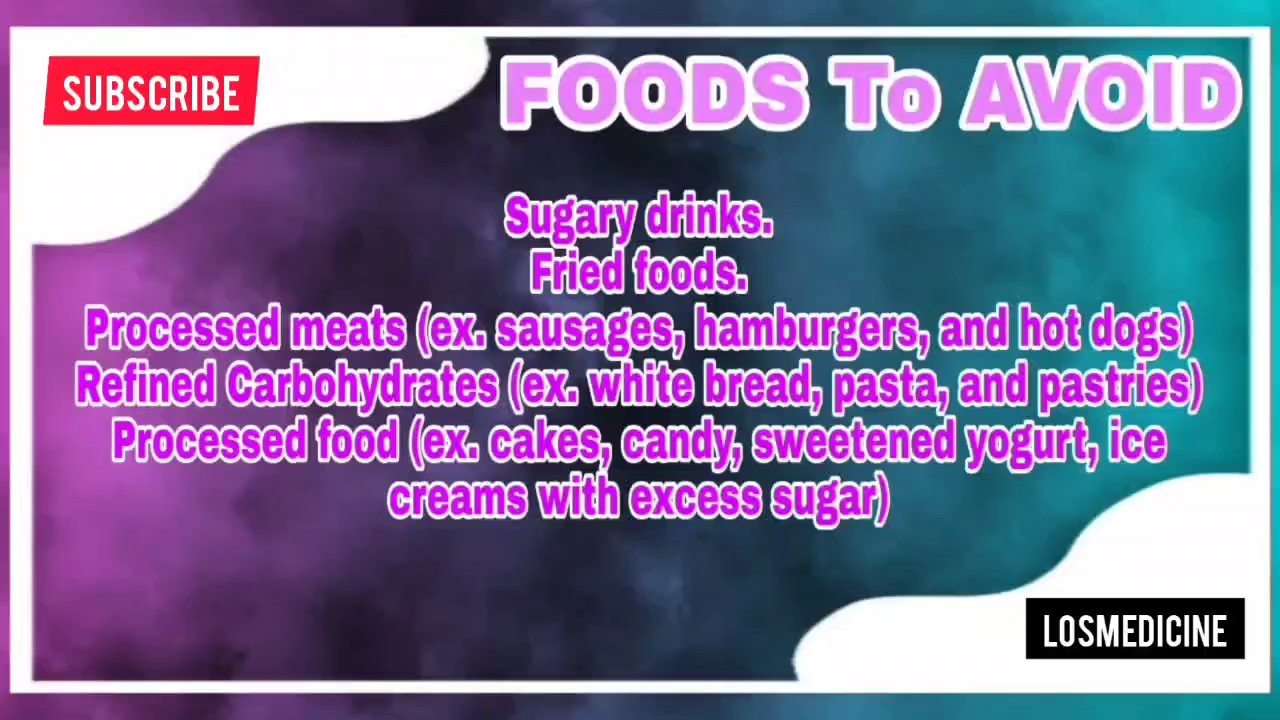 SUBSCRIBE
FOODS To AVOID
Sugary drinks.
Fried foods.
Processed meats (ex. sausages, hamburgers, and hot dogs)
Refined Carbohydrates (ex. white bread, pasta, and pastries)
Processed food (ex. cakes, candy, sweetened yogurt, ice
creams with excess sugar)
LOSMEDICINE